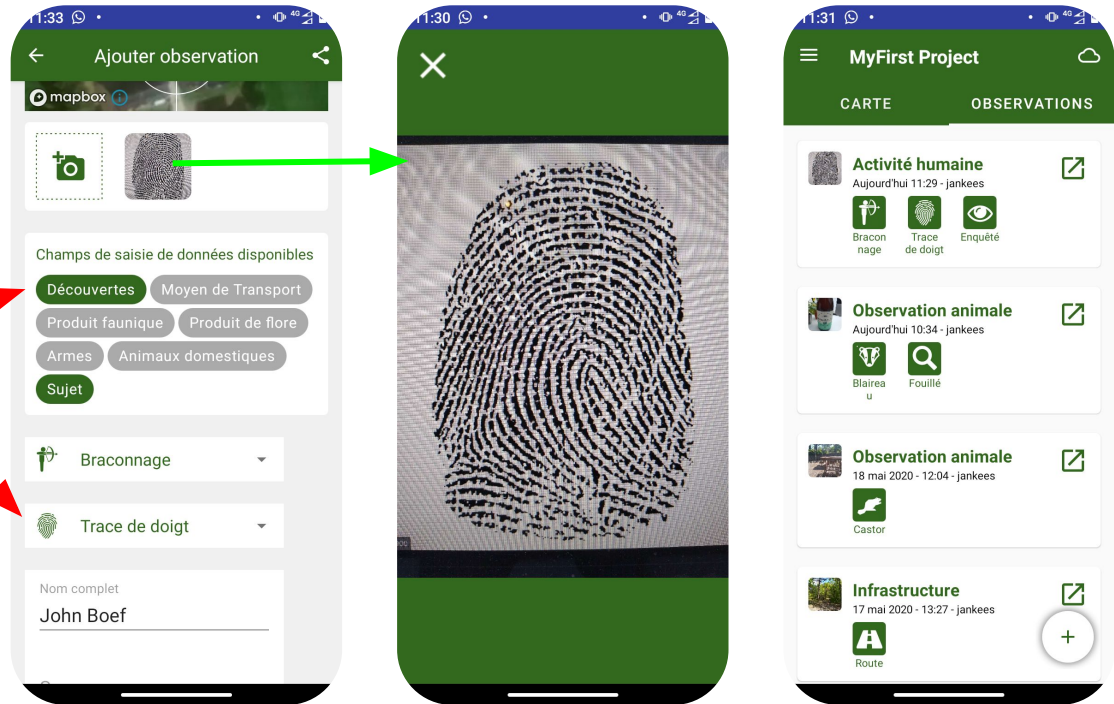 11:33
4G
Ajouter observation
mapbox
Champs de saisie de données disponibles
Découvertes
Moyen de Transport
Produit faunique
Produit de flore
Armes
Animaux domestiques
Sujet
Braconnage
Trace de doigt
Nom complet
John Boef
11:30
4G
11:31
4G
MyFirst Project
CARTE
OBSERVATIONS
Activité humaine
Aujourd'hui 11:29 - jankees
Bracon
nage
Trace
de doigt
Enquêté
Observation animale
Aujourd'hui 10:34 - jankees
Blairea
u
Fouillé
Observation animale
18 mai 2020 - 12:04 - jankees
Castor
Infrastructure
17 mai 2020 - 13:27 - jankees
Route